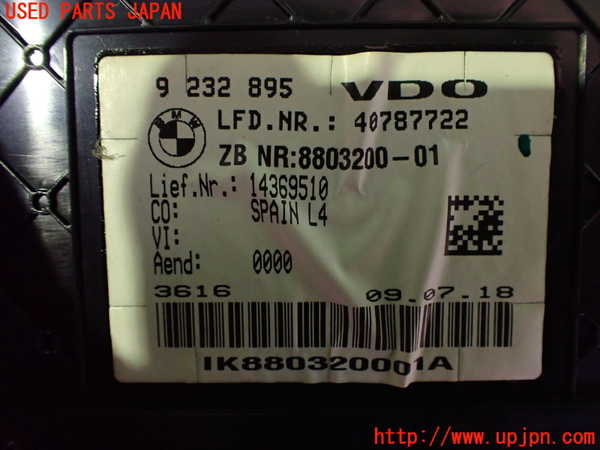 USED PARTS JAPAN
9 232 895 VDO
BMW
LFD.NR.: 40787722
ZB NR:8803200-01
Lief.Nr.: 14369510
CO: SPAIN L4
VI:
Aend: 0000
3616 09.07.18
IK880320001A
www.upjpn.com